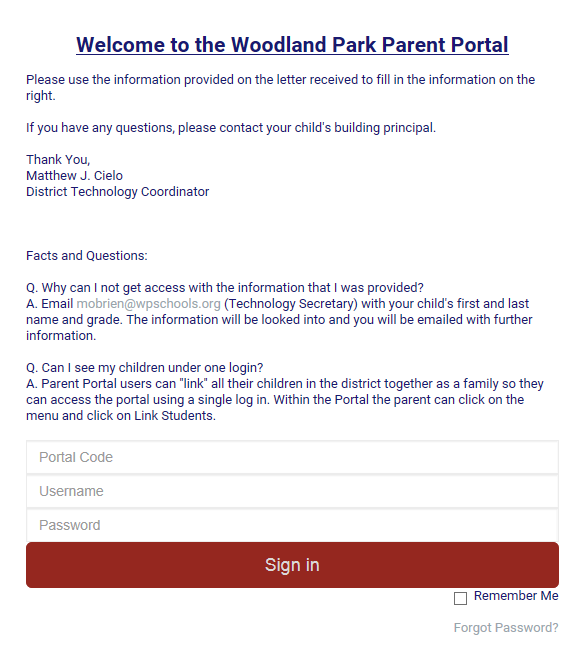 Welcome to the Woodland Park Parent Portal
Please use the information provided on the letter received to fill in the information on the
right.
If you have any questions, please contact your child's building principal.
Thank You,
Matthew J. Cielo
District Technology Coordinator
Facts and Questions:
Q. Why can I not get access with the information that I was provided?
A. Email mobrien@wpschools.org (Technology Secretary) with your child's first and last
name and grade. The information will be looked into and you will be emailed with further
information.
Q. Can I see my children under one login?
A. Parent Portal users can "link" all their children in the district together as a family so they
can access the portal using a single log in. Within the Portal the parent can click on the
menu and click on Link Students.
Portal Code
Username
Password
Sign in
Remember Me
Forgot Password?